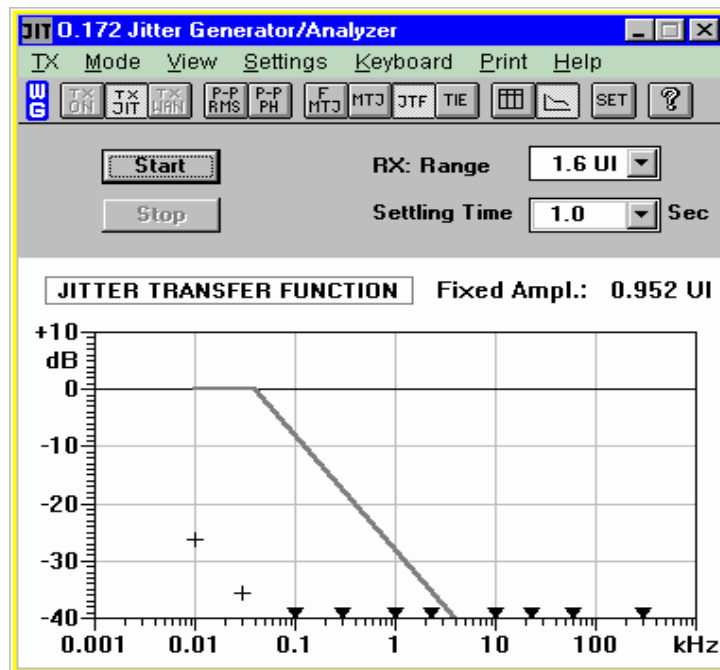 JIT O.172 Jitter Generator/Analyzer
TX Mode View Settings Keyboard Print Help
WG TX ON TX JIT TX WAN P-P RMS P-P PH F MTJ MTJ JTF TIE SET ?
Start RX: Range 1.6 UI
Stop Settling Time 1.0 Sec
JITTER TRANSFER FUNCTION Fixed Ampl.: 0.952 UI
+10
dB
0
-10
-20
-30
-40
0.001 0.01 0.1 1 10 100 kHz